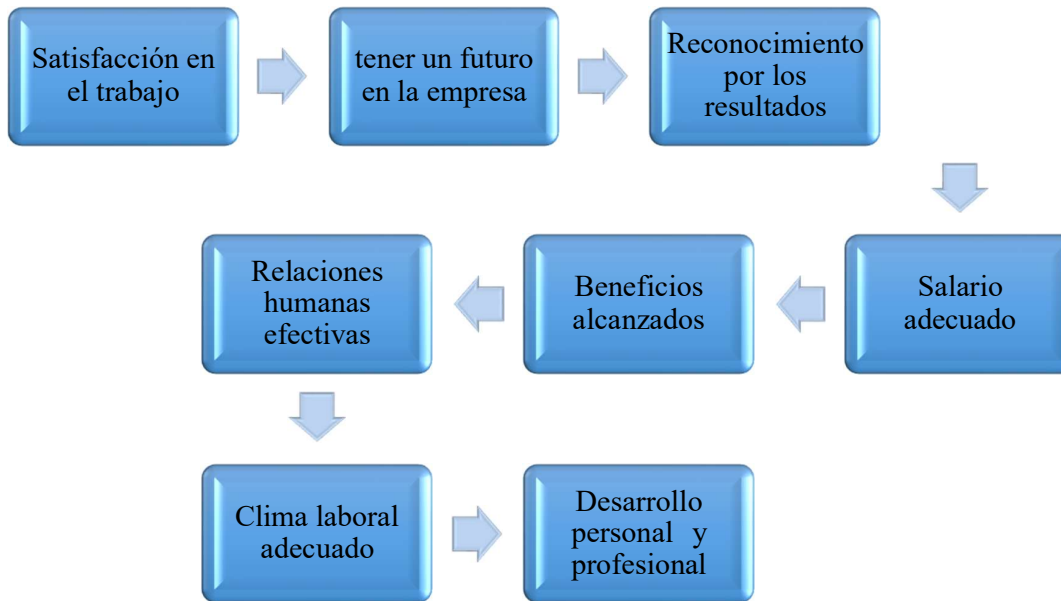 Satisfacción en
el trabajo
tener un futuro
en la empresa
Reconocimiento
por los
resultados
Salario
adecuado
Beneficios
alcanzados
Relaciones
humanas
efectivas
Clima laboral
adecuado
Desarrollo
personal y
profesional